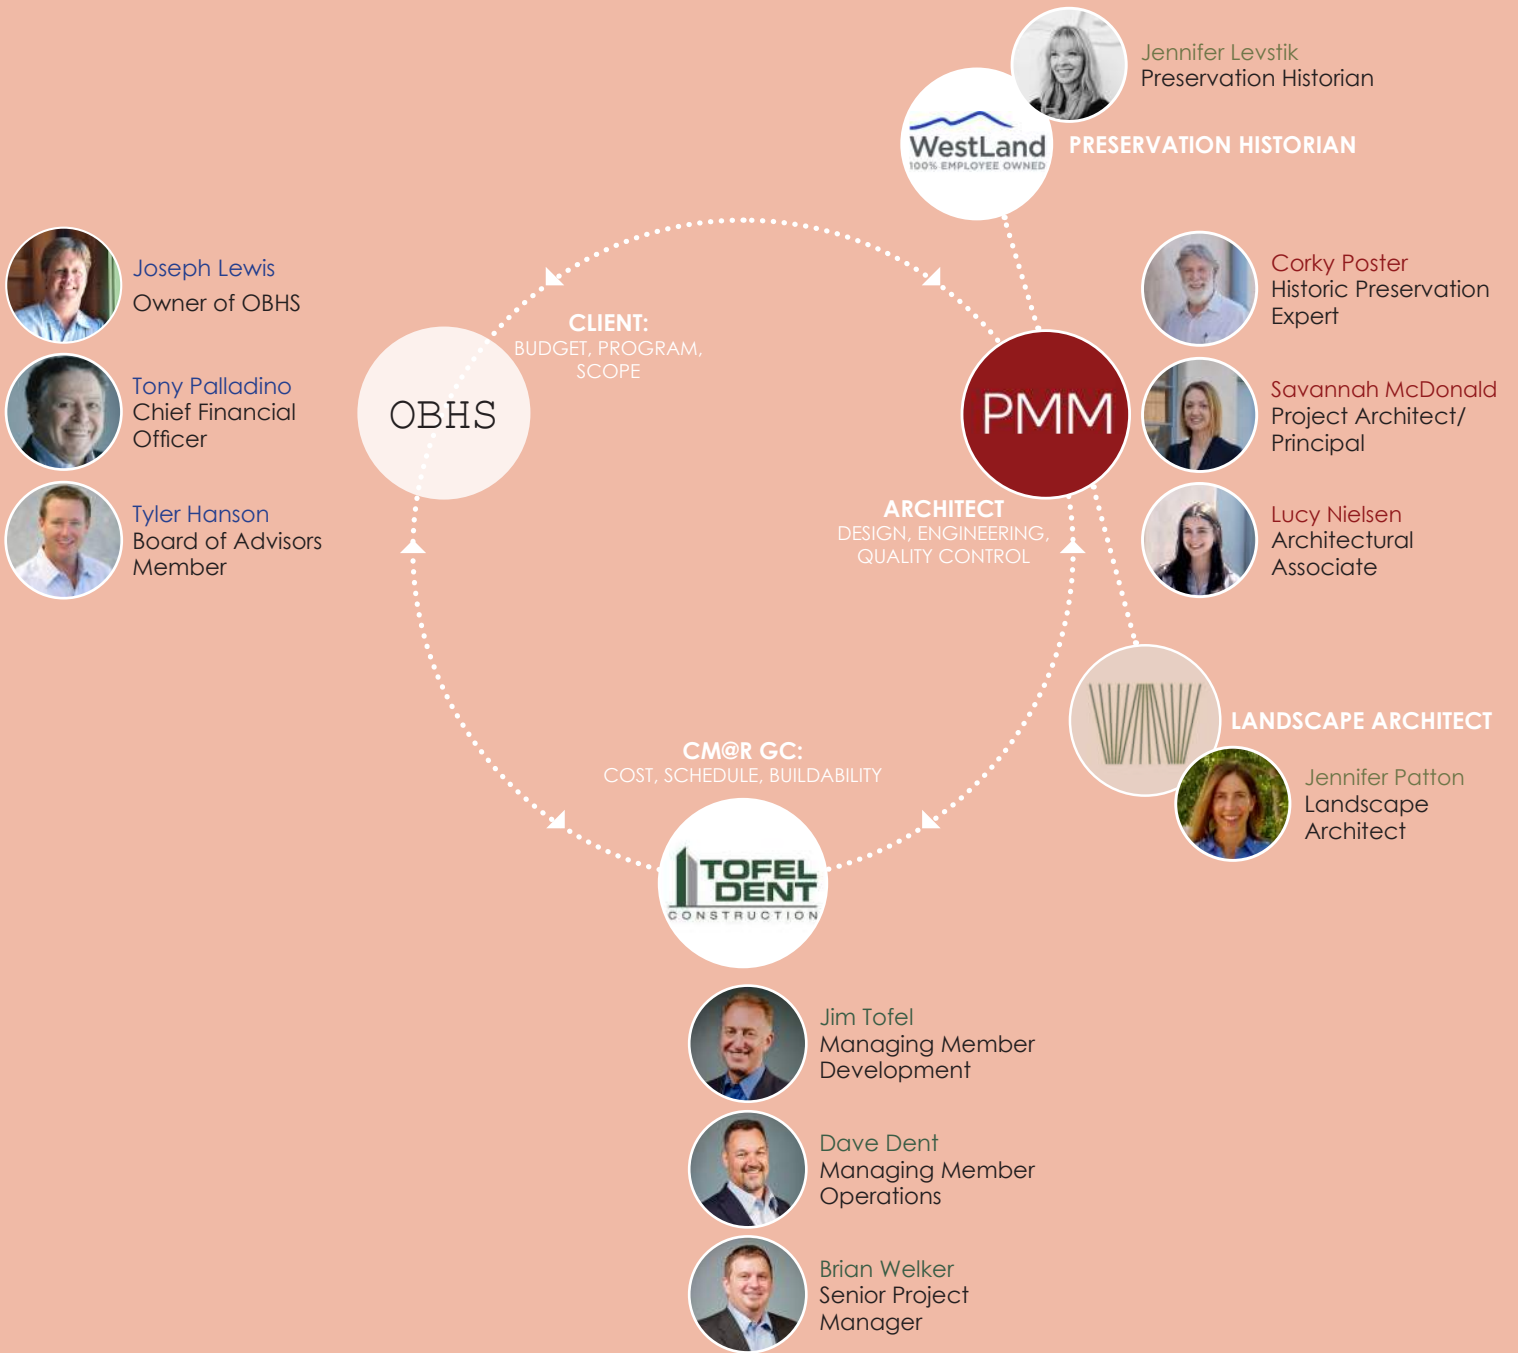 Jennifer Levstik
Preservation Historian
WestLand
100% EMPLOYEE OWNED
PRESERVATION HISTORIAN
Joseph Lewis
Owner of OBHS
Tony Palladino
Chief Financial
Officer
Tyler Hanson
Board of Advisors
Member
OBHS
CLIENT:
BUDGET, PROGRAM,
SCOPE
PMM
ARCHITECT
DESIGN, ENGINEERING,
QUALITY CONTROL
Corky Poster
Historic Preservation
Expert
Savannah McDonald
Project Architect/
Principal
Lucy Nielsen
Architectural
Associate
LANDSCAPE ARCHITECT
Jennifer Patton
Landscape
Architect
CM@R GC:
COST, SCHEDULE, BUILDABILITY
TOFEL
DENT
CONSTRUCTION
Jim Tofel
Managing Member
Development
Dave Dent
Managing Member
Operations
Brian Welker
Senior Project
Manager